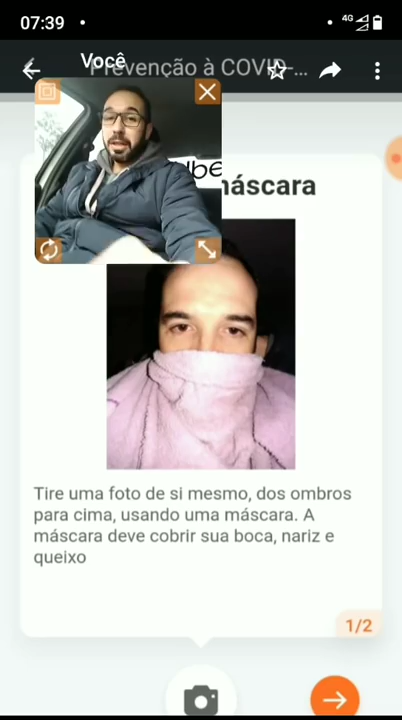 07:39
4G
Você
Prevenção à COVID-...
máscara
Tire uma foto de si mesmo, dos ombros
para cima, usando uma máscara. A
máscara deve cobrir sua boca, nariz e
queixo
1/2